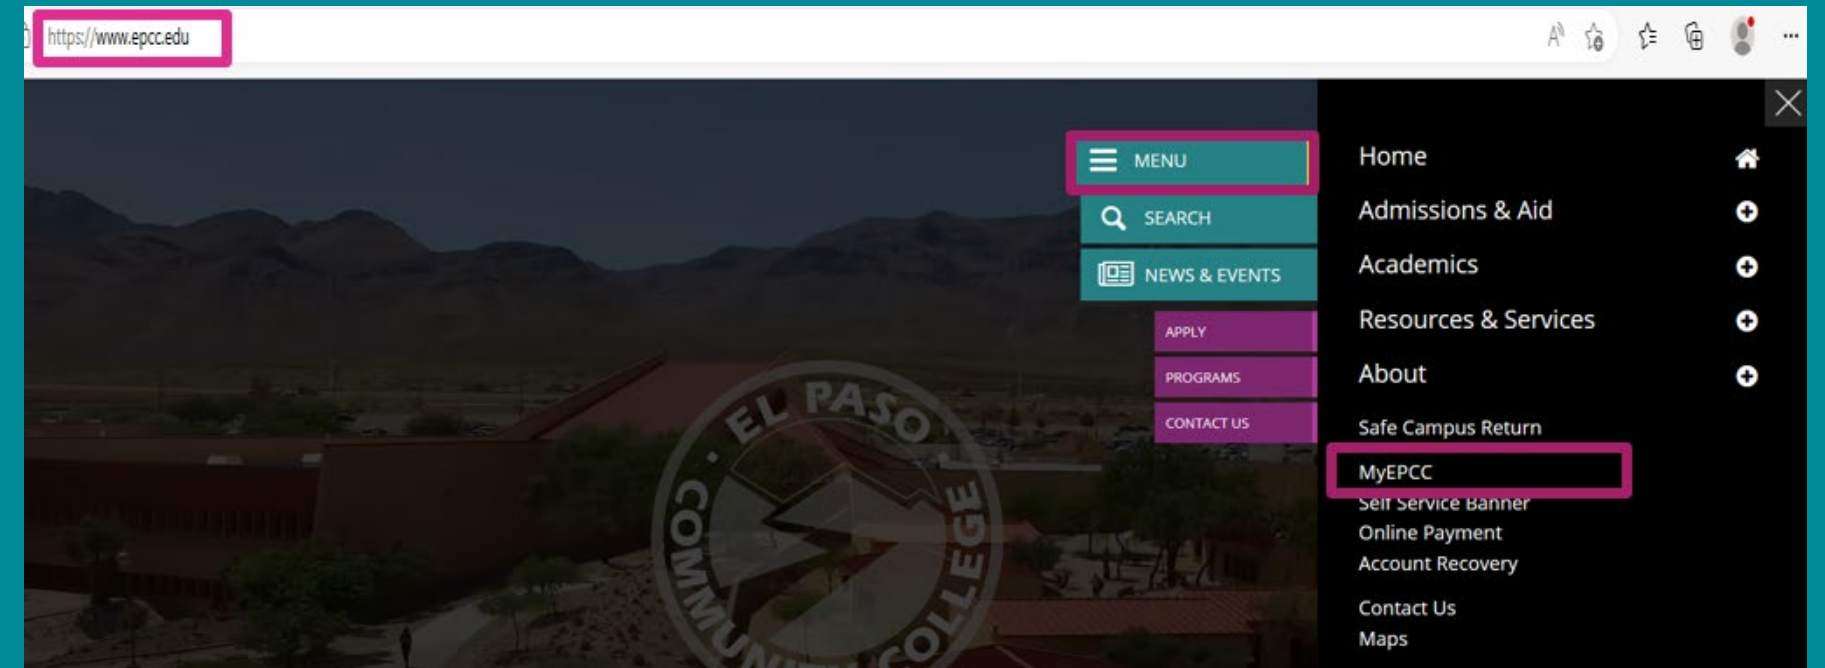 https://www.epcc.edu
MENU
SEARCH
NEWS & EVENTS
APPLY
PROGRAMS
CONTACT US
Home
Admissions & Aid
Academics
Resources & Services
About
Safe Campus Return
MyEPCC
Self Service Banner
Online Payment
Account Recovery
Contact Us
Maps
EL PASO
COMMUNITY COLLEGE